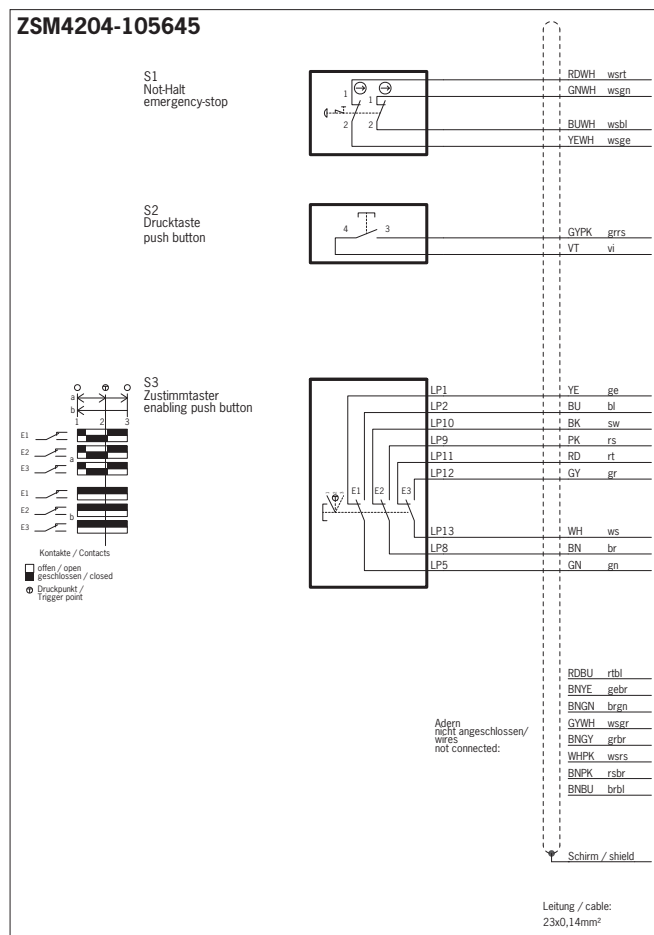 ZSM4204-105645
S1
Not-Halt
emergency-stop
1
1
2
2
RDWH wsrt
GNWH wsgn
BUWH wsbl
YEWH wsge
S2
Drucktaste
push button
4 3
GYPK grrs
VT vi
S3
Zustimmtaster
enabling push button
a
b
1 2 3
E1
E2
a
E3
E1
E2
b
E3
Kontakte / Contacts
offen / open
geschlossen / closed
Druckpunkt /
Trigger point
E1 E2 E3
LP1 YE ge
LP2 BU bl
LP10 BK sw
LP9 PK rs
LP11 RD rt
LP12 GY gr
LP13 WH ws
LP8 BN br
LP5 GN gn
Adern
nicht angeschlossen/
wires
not connected:
RDBU rtbl
BNYE gebr
BNGN brgn
GYWH wsgr
BNGY grbr
WHPK wsrs
BNPK rsbr
BNBU brbl
Schirm / shield
Leitung / cable:
23x0,14mm²